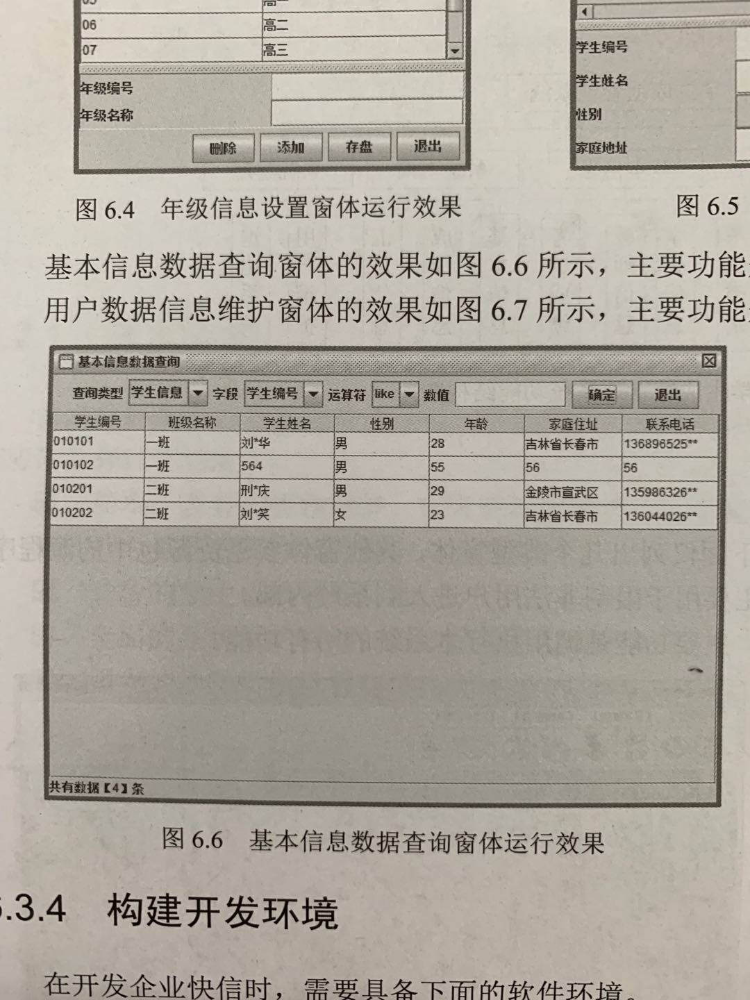 06 高二
07 高三
年级编号
年级名称
删除 添加 存盘 退出
学生编号
学生姓名
性别
家庭地址
图 6.4 年级信息设置窗体运行效果
图 6.5
基本信息数据查询窗体的效果如图 6.6 所示，主要功能
用户数据信息维护窗体的效果如图 6.7 所示，主要功能
基本信息数据查询
查询类型 学生信息 字段 学生编号 运算符 like 数值 确定 退出
学生编号 班级名称 学生姓名 性别 年龄 家庭住址 联系电话
010101 一班 刘*华 男 28 吉林省长春市 136896525**
010102 一班 564 男 55 56 56
010201 二班 刑*庆 男 29 金陵市宣武区 135986326**
010202 二班 刘*笑 女 23 吉林省长春市 136044026**
共有数据【4】条
图 6.6 基本信息数据查询窗体运行效果
.3.4 构建开发环境
在开发企业快信时，需要具备下面的软件环境。